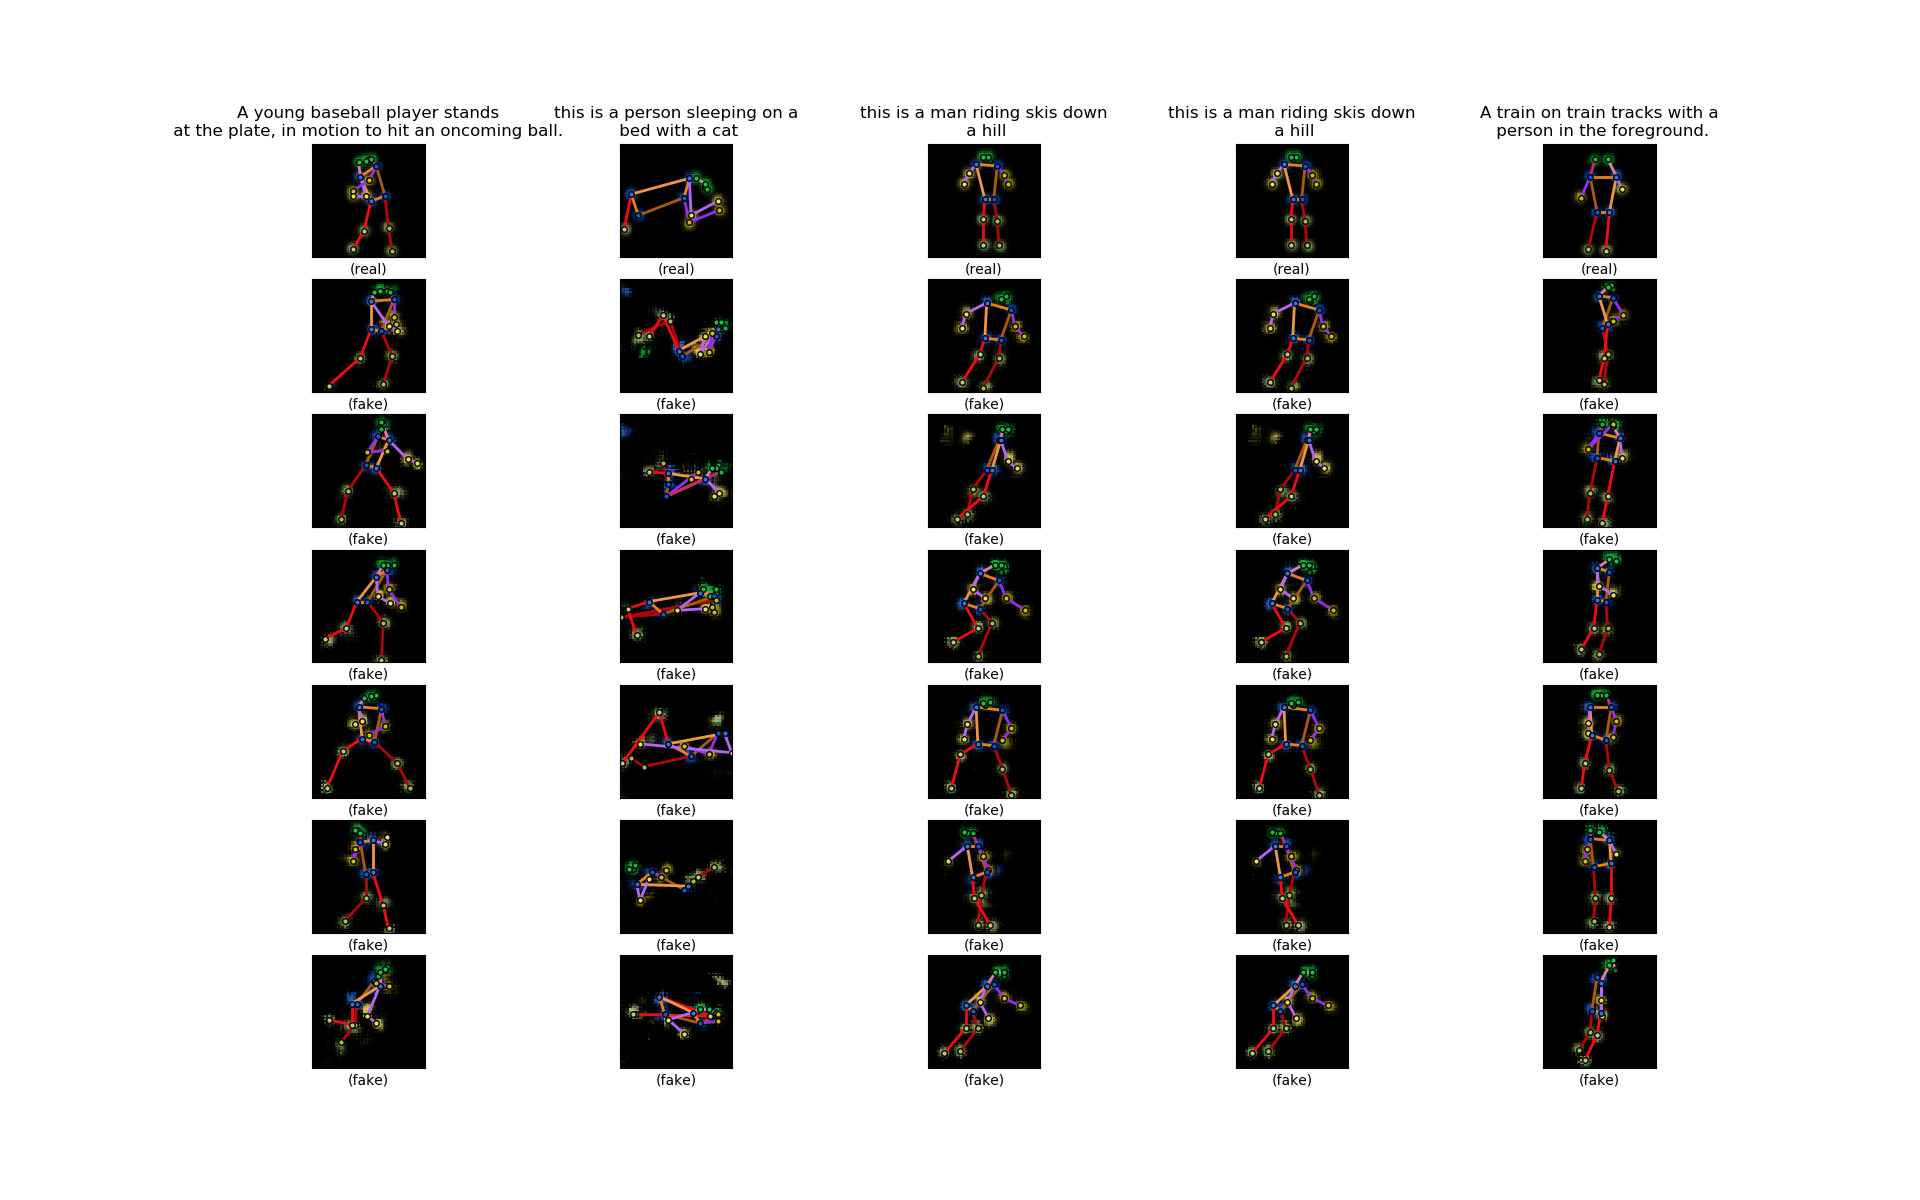 A young baseball player stands
at the plate, in motion to hit an oncoming ball.
this is a person sleeping on a
bed with a cat
this is a man riding skis down
a hill
this is a man riding skis down
a hill
A train on train tracks with a
person in the foreground.
(real) (real) (real) (real) (real)
(fake) (fake) (fake) (fake) (fake)
(fake) (fake) (fake) (fake) (fake)
(fake) (fake) (fake) (fake) (fake)
(fake) (fake) (fake) (fake) (fake)
(fake) (fake) (fake) (fake) (fake)
(fake) (fake) (fake) (fake) (fake)